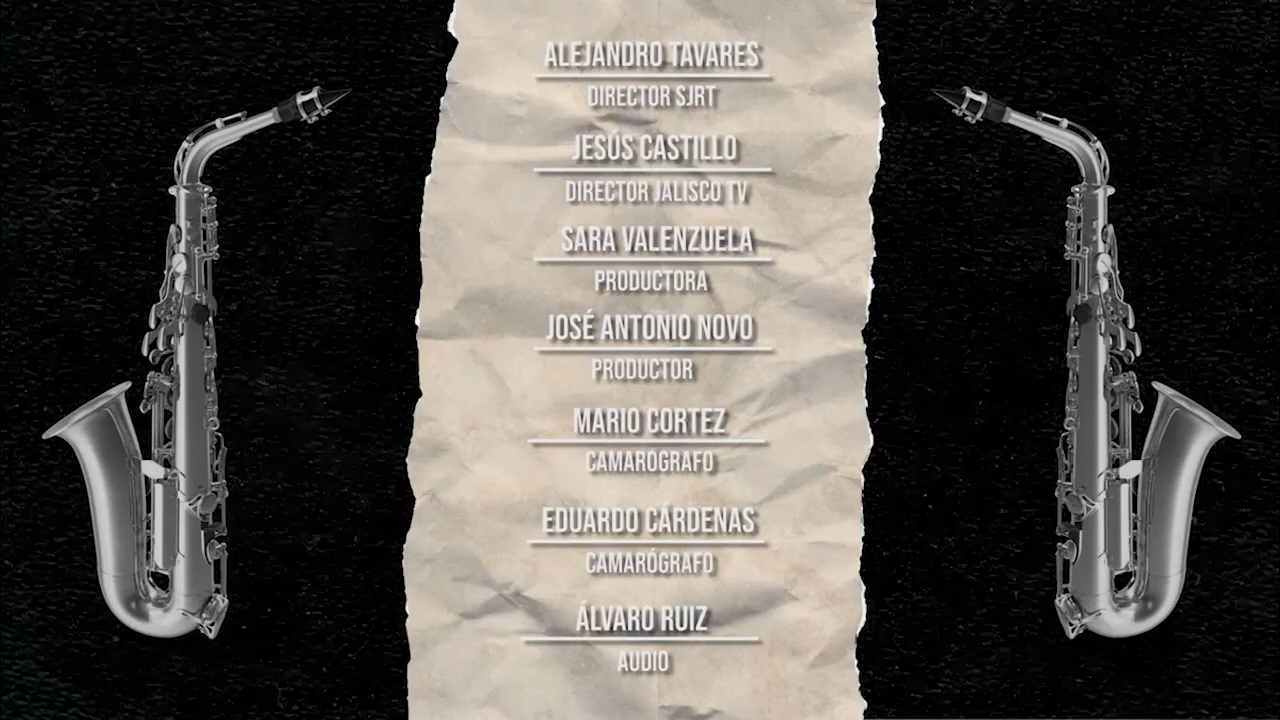 ALEJANDRO TAVARES
DIRECTOR SJRT
JESÚS CASTILLO
DIRECTOR JALISCO TV
SARA VALENZUELA
PRODUCTORA
JOSÉ ANTONIO NOVO
PRODUCTOR
MARIO CORTEZ
CAMAROGRAFO
EDUARDO CÁRDENAS
CAMARÓGRAFO
ÁLVARO RUIZ
AUDIO